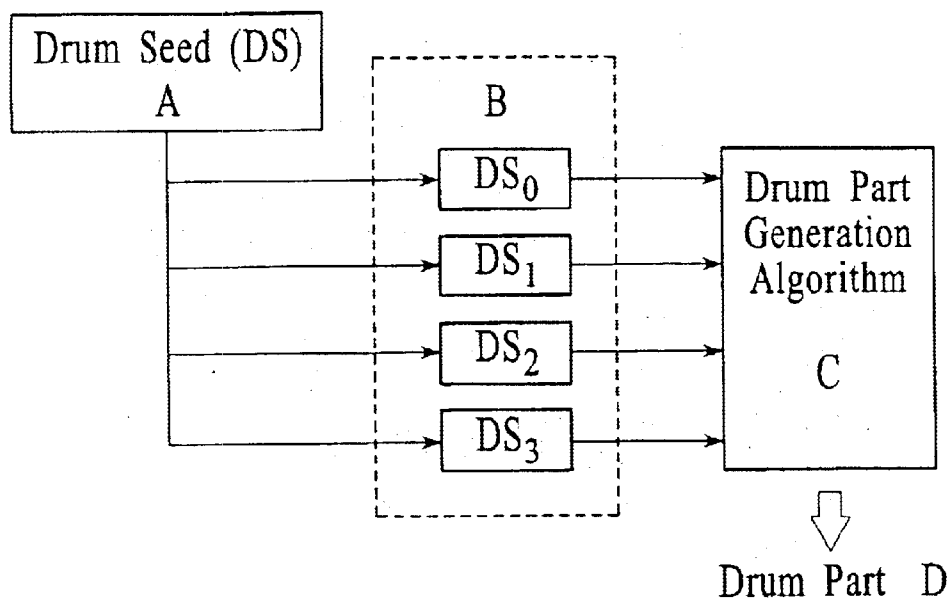 Drum Seed (DS)
A
B
DS₀
DS₁
DS₂
DS₃
Drum Part
Generation
Algorithm
C
Drum Part D